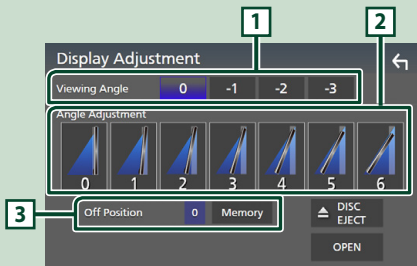 1 2
Display Adjustment
Viewing Angle 0 -1 -2 -3
Angle Adjustment
0 1 2 3 4 5 6
3
Off Position 0 Memory
DISC
EJECT
OPEN